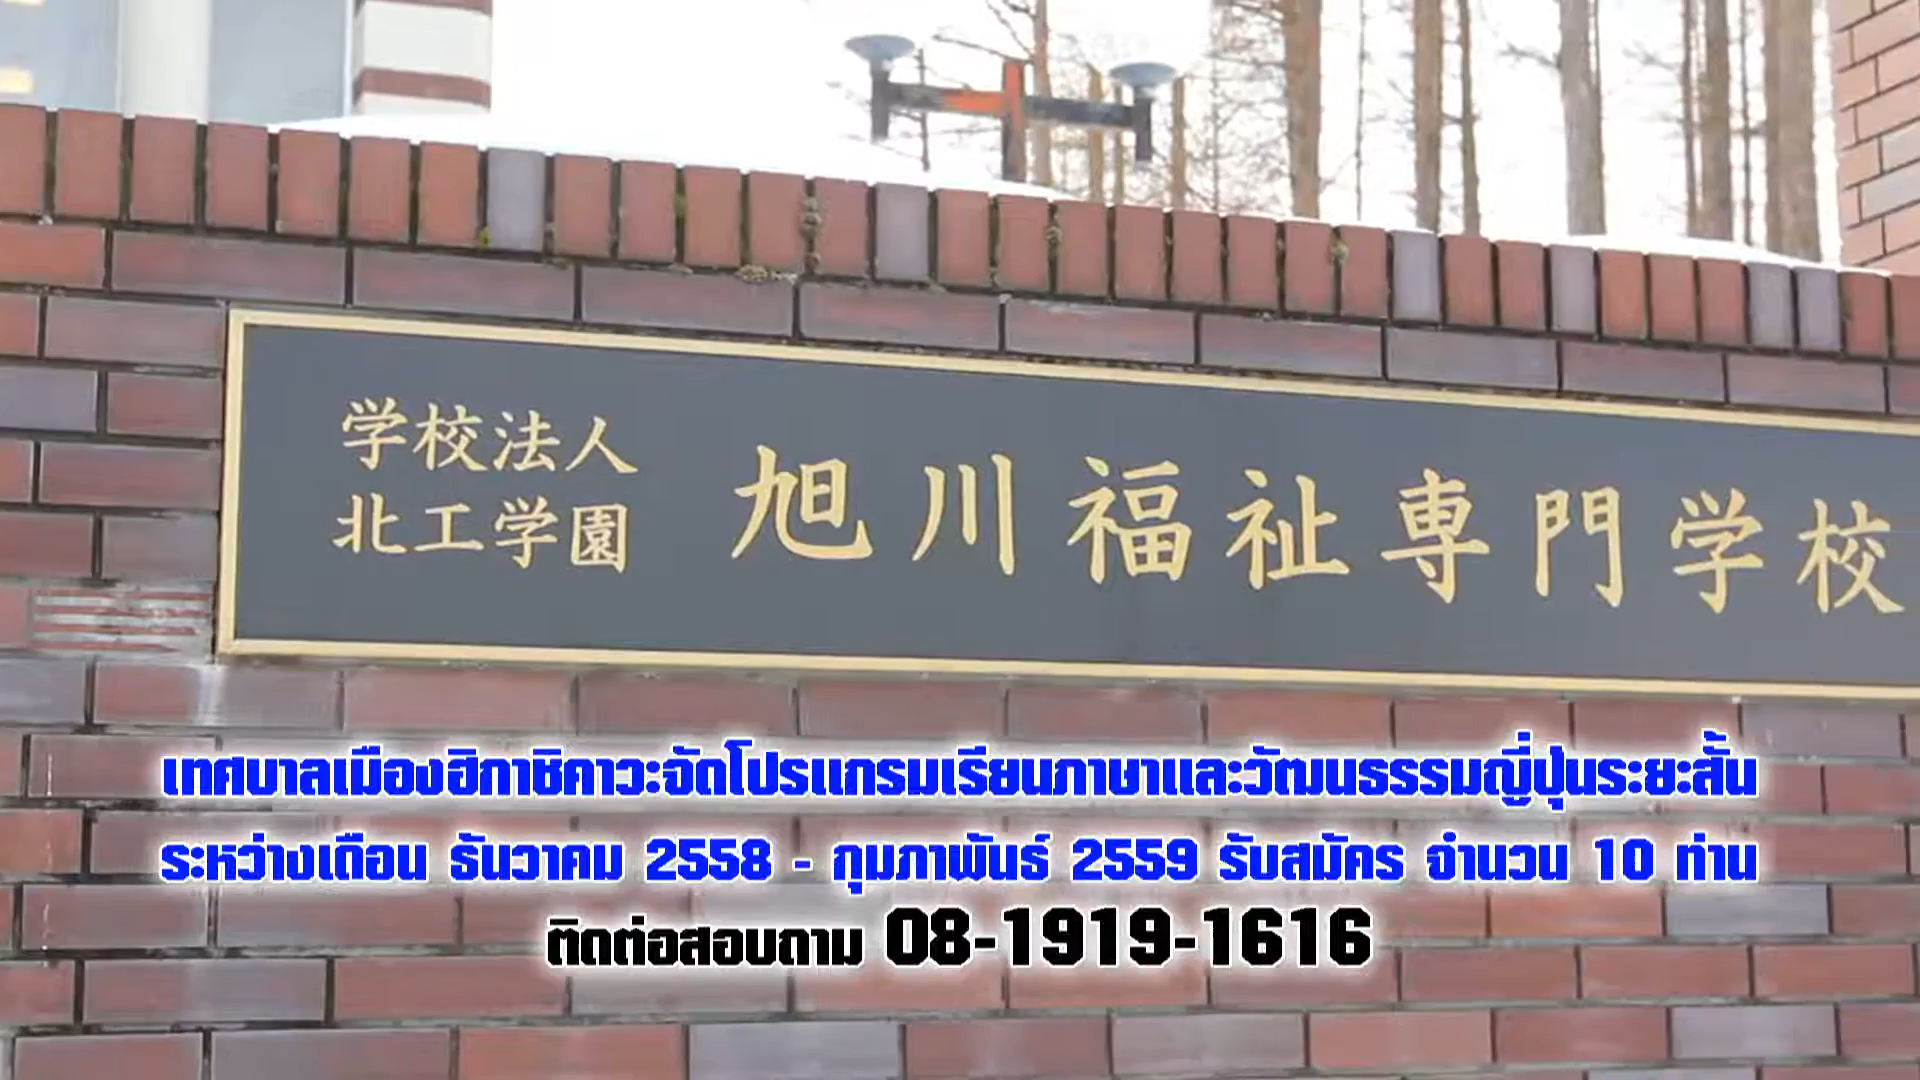 学校法人
北工学園
旭川福祉専門学校
เทศบาลเมืองฮิกาชิคาวะจัดโปรแกรมเรียนภาษาและวัฒนธรรมญี่ปุ่นระยะสั้น
ระหว่างเดือน ธันวาคม 2558 - กุมภาพันธ์ 2559 รับสมัคร จำนวน 10 ท่าน
ติดต่อสอบถาม 08-1919-1616